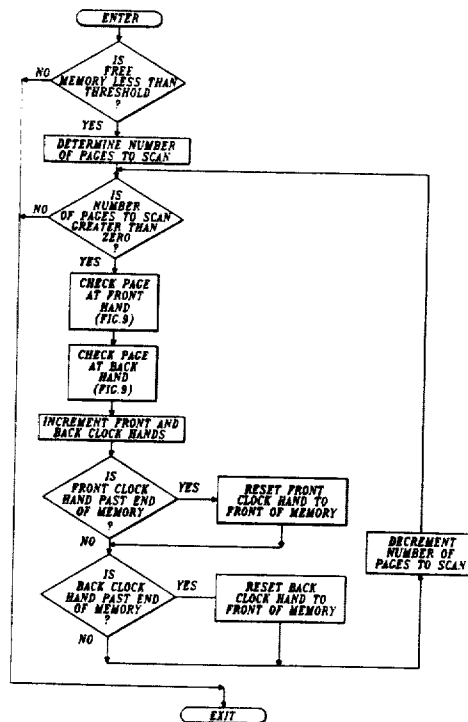 ENTER
IS
FREE
MEMORY LESS THAN
THRESHOLD
?
NO
YES
DETERMINE NUMBER
OF PAGES TO SCAN
IS
NUMBER
OF PAGES TO SCAN
GREATER THAN
ZERO
?
NO
YES
CHECK PAGE
AT FRONT
HAND
(FIG.9)
CHECK PAGE
AT BACK
HAND
(FIG.9)
INCREMENT FRONT AND
BACK CLOCK HANDS
IS
FRONT CLOCK
HAND PAST END
OF MEMORY
?
YES
RESET FRONT
CLOCK HAND TO
FRONT OF MEMORY
NO
DECREMENT
NUMBER OF
PAGES TO SCAN
IS
BACK CLOCK
HAND PAST END
OF MEMORY
?
YES
RESET BACK
CLOCK HAND TO
FRONT OF MEMORY
NO
EXIT